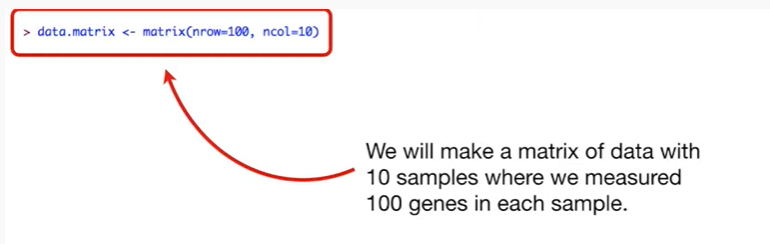 > data.matrix <- matrix(nrow=100, ncol=10)
We will make a matrix of data with
10 samples where we measured
100 genes in each sample.